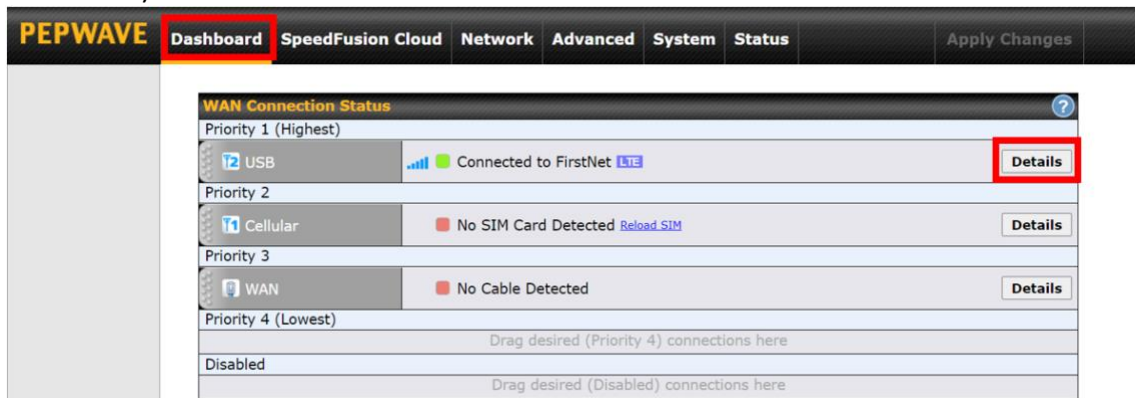 PEPWAVE Dashboard SpeedFusion Cloud Network Advanced System Status Apply Changes
WAN Connection Status ?
Priority 1 (Highest)
2 USB Connected to FirstNet LTE Details
Priority 2
1 Cellular No SIM Card Detected Reload SIM Details
Priority 3
WAN No Cable Detected Details
Priority 4 (Lowest)
Drag desired (Priority 4) connections here
Disabled
Drag desired (Disabled) connections here